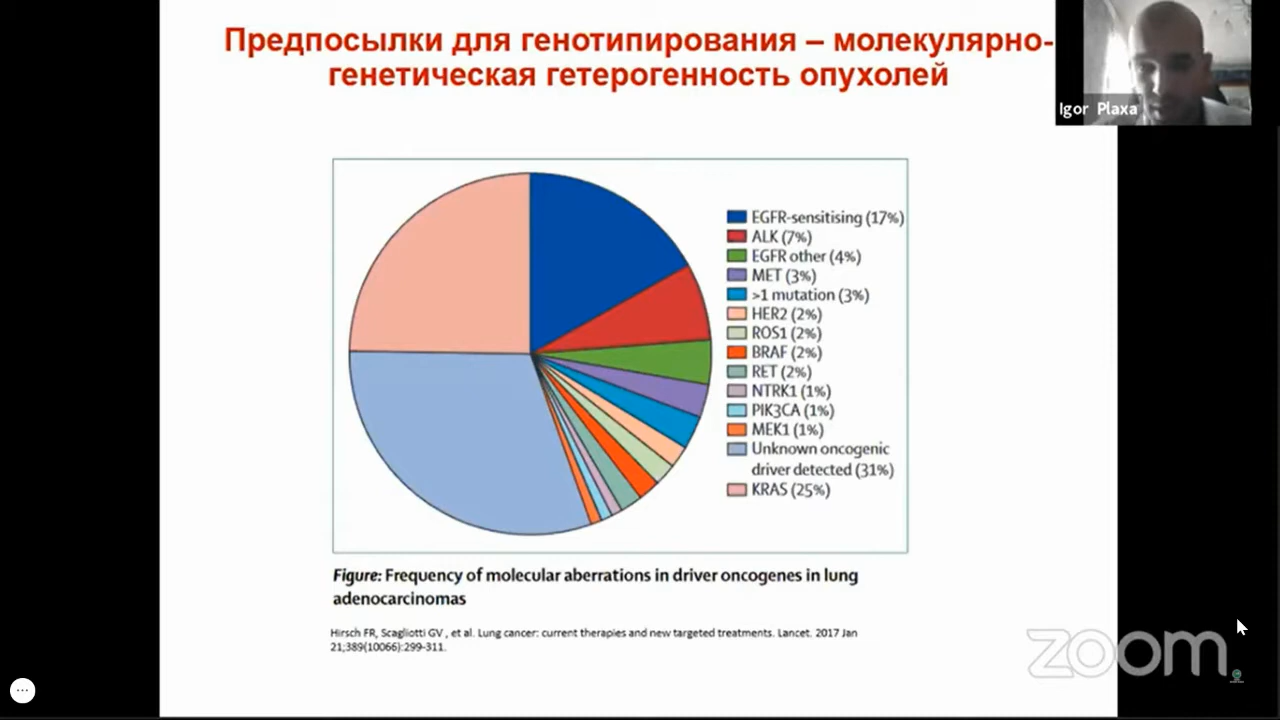 Предпосылки для генотипирования – молекулярно-
генетическая гетерогенность опухолей
Igor Plaxa
EGFR-sensitising (17%)
ALK (7%)
EGFR other (4%)
MET (3%)
>1 mutation (3%)
HER2 (2%)
ROS1 (2%)
BRAF (2%)
RET (2%)
NTRK1 (1%)
PIK3CA (1%)
MEK1 (1%)
Unknown oncogenic
driver detected (31%)
KRAS (25%)
Figure: Frequency of molecular aberrations in driver oncogenes in lung
adenocarcinomas
Hirsch FR, Scagliotti GV , et al. Lung cancer: current therapies and new targeted treatments. Lancet. 2017 Jan
21;389(10066):299-311.
zoom